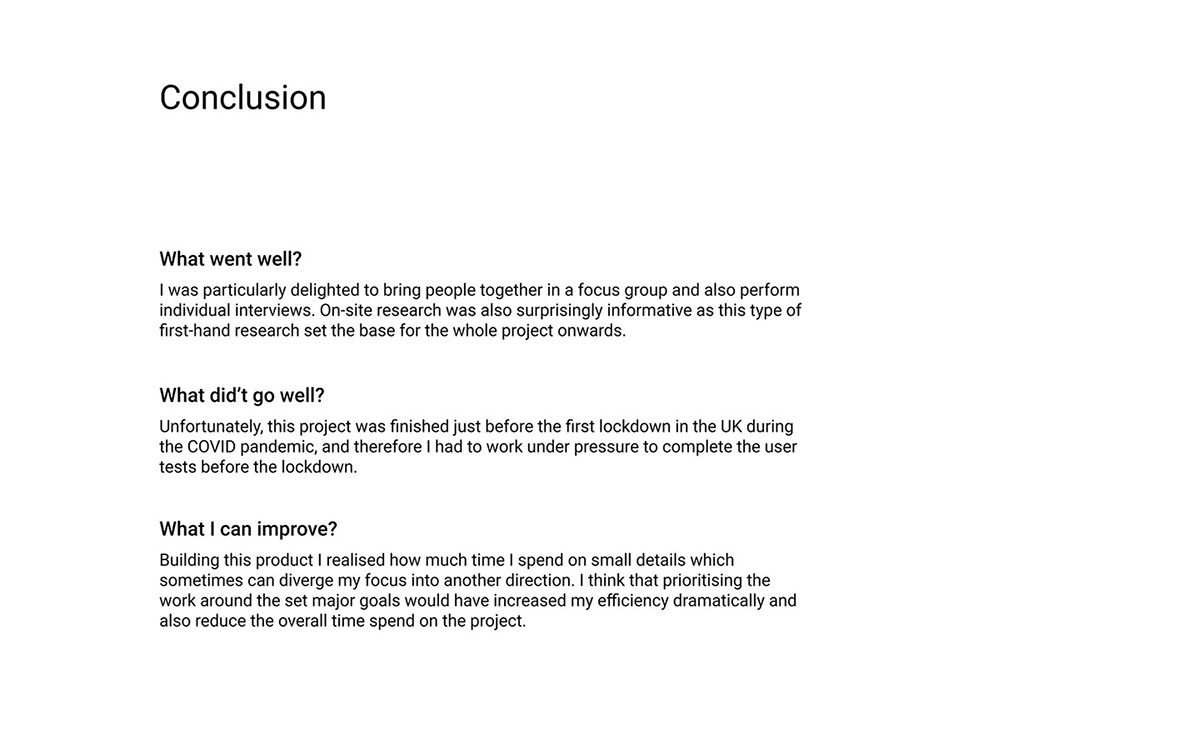 Conclusion
What went well?
I was particularly delighted to bring people together in a focus group and also perform
individual interviews. On-site research was also surprisingly informative as this type of
first-hand research set the base for the whole project onwards.
What did’t go well?
Unfortunately, this project was finished just before the first lockdown in the UK during
the COVID pandemic, and therefore I had to work under pressure to complete the user
tests before the lockdown.
What I can improve?
Building this product I realised how much time I spend on small details which
sometimes can diverge my focus into another direction. I think that prioritising the
work around the set major goals would have increased my efficiency dramatically and
also reduce the overall time spend on the project.